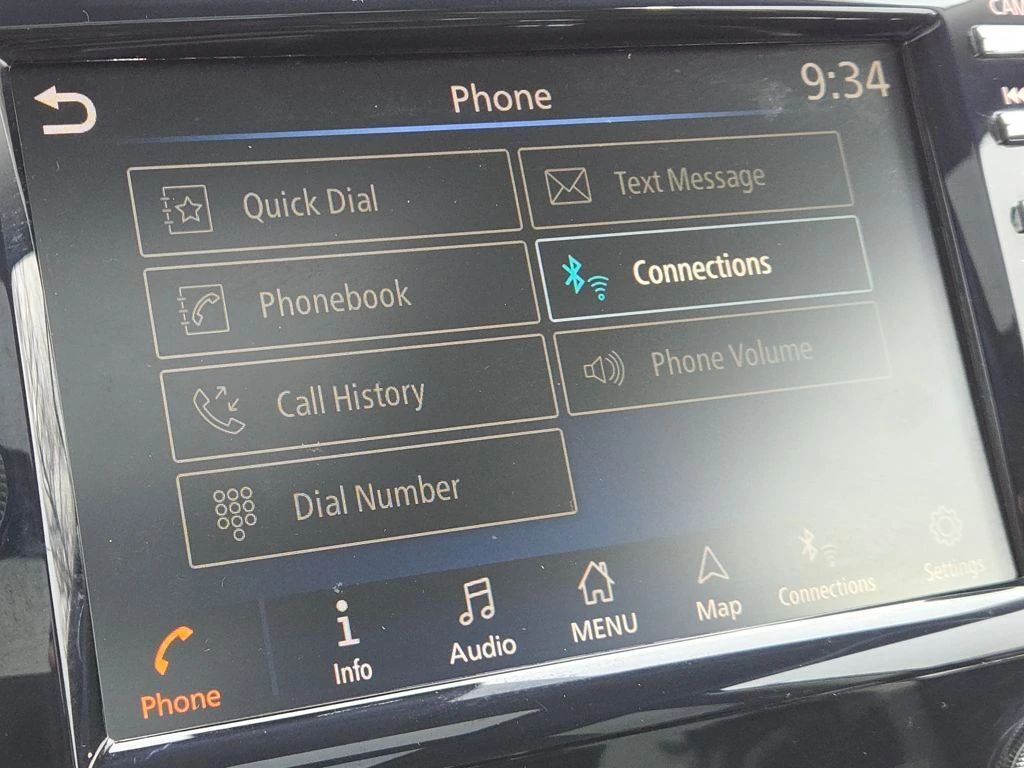 CAM
Phone
9:34
Quick Dial
Text Message
Phonebook
Connections
Call History
Phone Volume
Dial Number
Phone
Info
Audio
MENU
Map
Connections
Settings